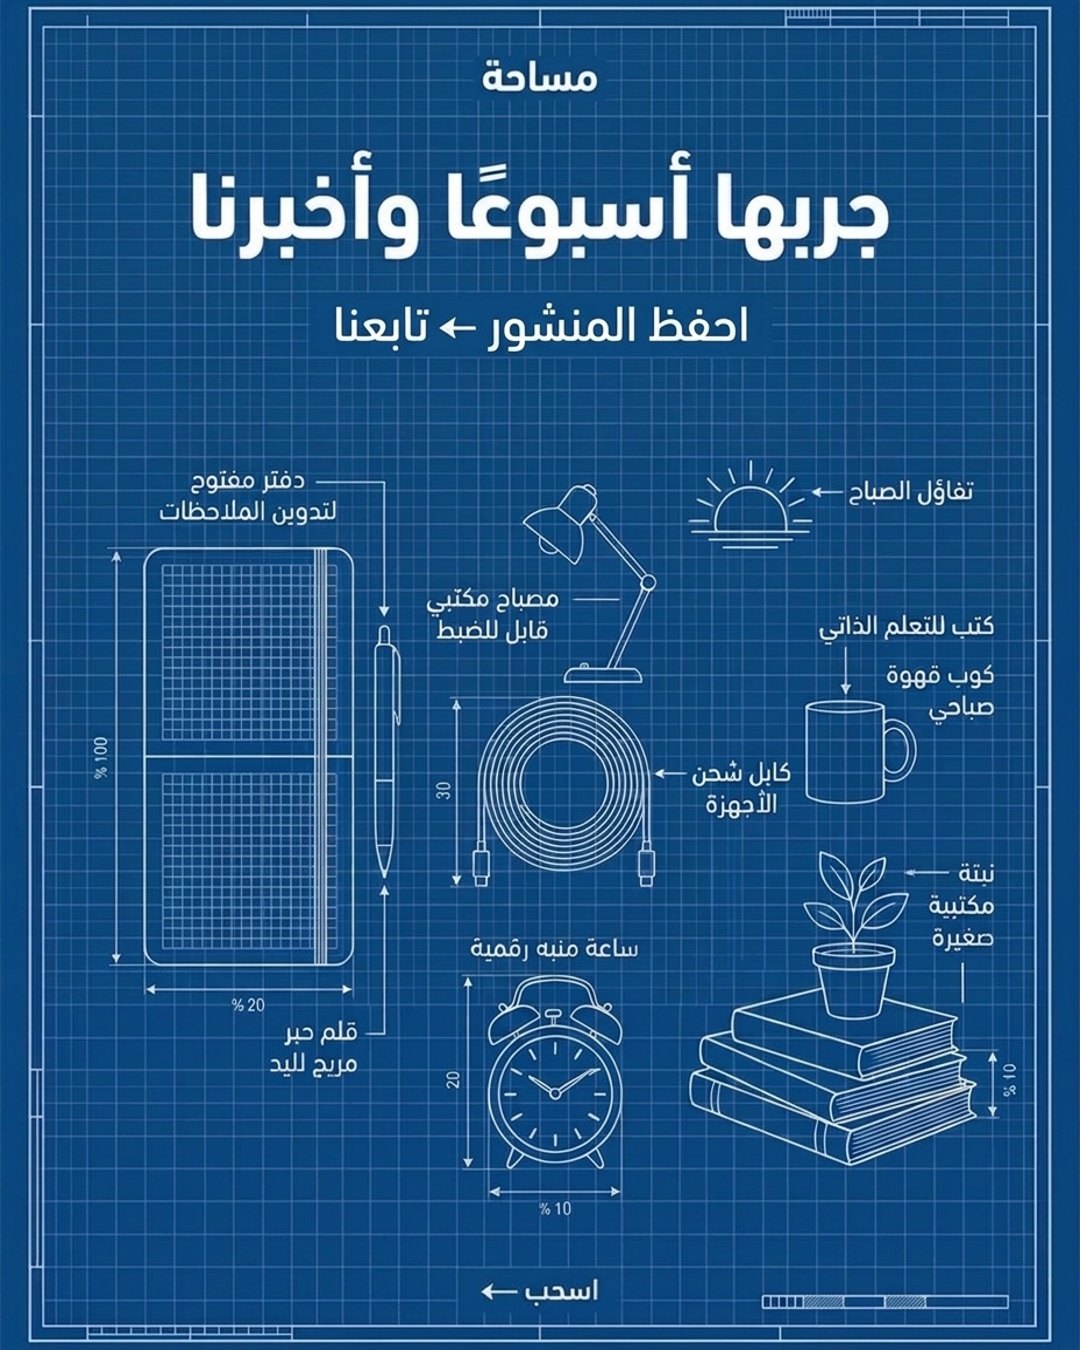 مساحة
جربها أسبوعًا وأخبرنا
احفظ المنشور ← تابعنا
تفاؤل الصباح
دفتر مفتوح
لتدوين الملاحظات
مصباح مكتبي
قابل للضبط
كتب للتعلم الذاتي
كوب قهوة
صباحي
% 100
30
كابل شحن
الأجهزة
نبتة
مكتبية
صغيرة
ساعة منبه رقمية
% 20
قلم حبر
مريح لليد
20
% 10
% 10
اسحب ←